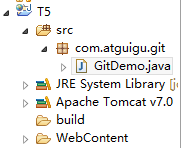 T5
src
com.atguigu.git
GitDemo.java
JRE System Library [
Apache Tomcat v7.0
build
WebContent